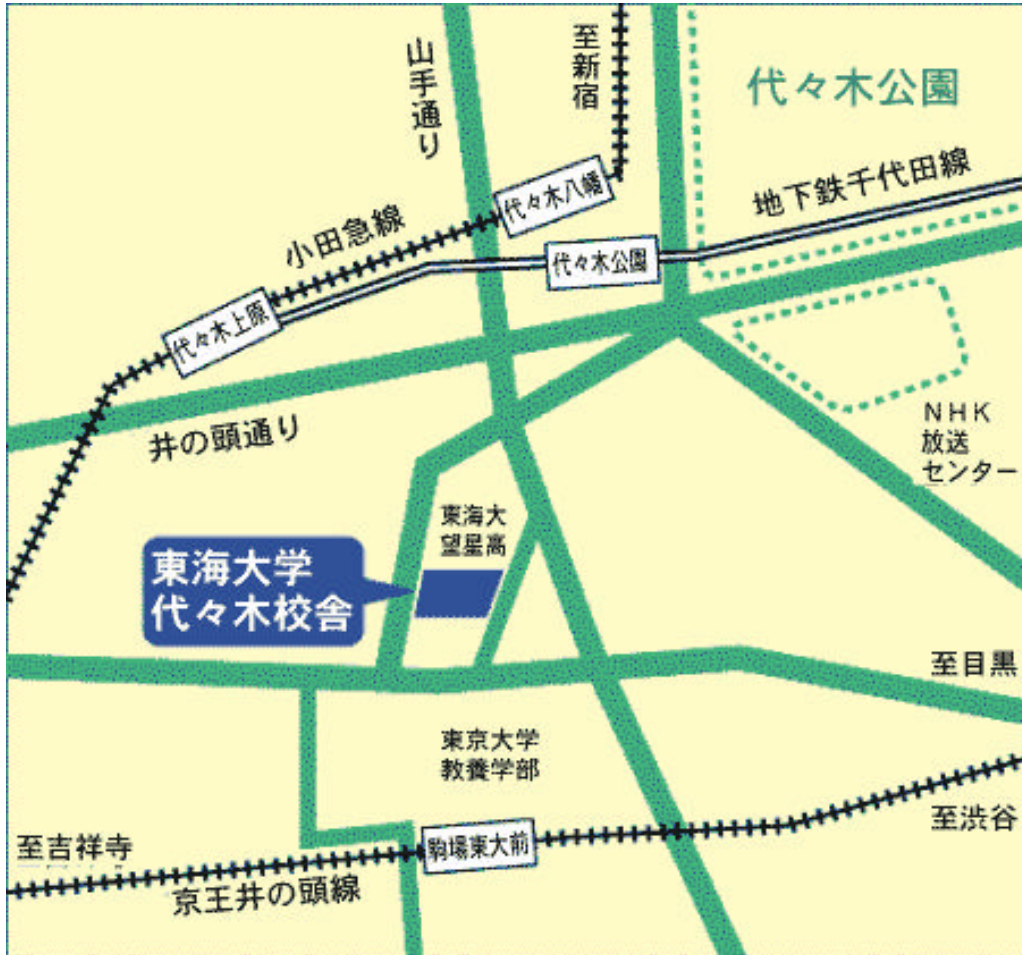 山手通り
至新宿
代々木公園
代々木八幡
地下鉄千代田線
小田急線
代々木公園
代々木上原
井の頭通り
NHK
放送
センター
東海大
望星高
東海大学
代々木校舎
至目黒
東京大学
教養学部
至渋谷
駒場東大前
至吉祥寺
京王井の頭線